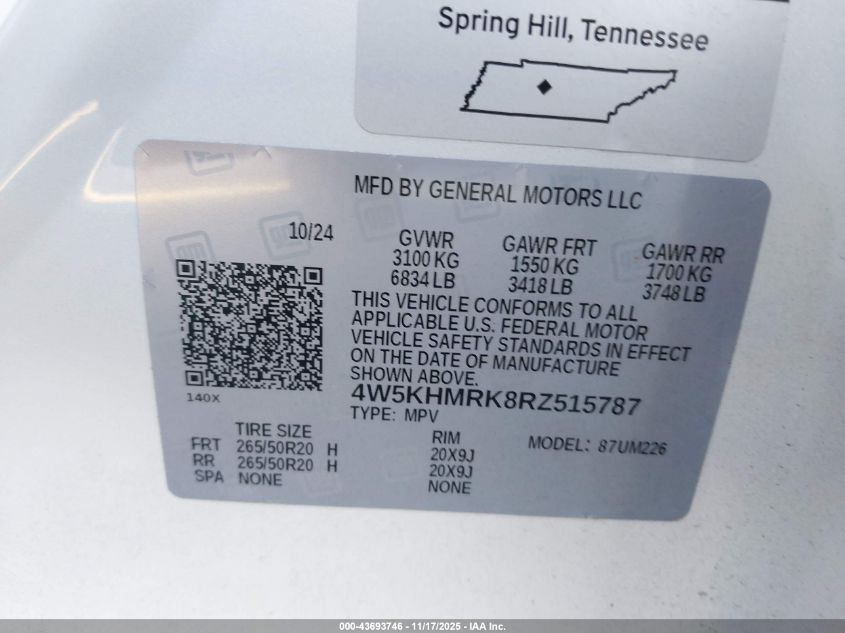 Spring Hill, Tennessee
MFD BY GENERAL MOTORS LLC
10/24
GVWR
3100 KG
6834 LB
GAWR FRT
1550 KG
3418 LB
GAWR RR
1700 KG
3748 LB
THIS VEHICLE CONFORMS TO ALL
APPLICABLE U.S. FEDERAL MOTOR
VEHICLE SAFETY STANDARDS IN EFFECT
ON THE DATE OF MANUFACTURE
SHOWN ABOVE.
140X
4W5KHMRK8RZ515787
TYPE: MPV
TIRE SIZE
FRT 265/50R20 H
RR 265/50R20 H
SPA NONE
RIM
20X9J
20X9J
NONE
MODEL: 87UM226
gm
000-43693746 - 11/17/2025 - IAA Inc.